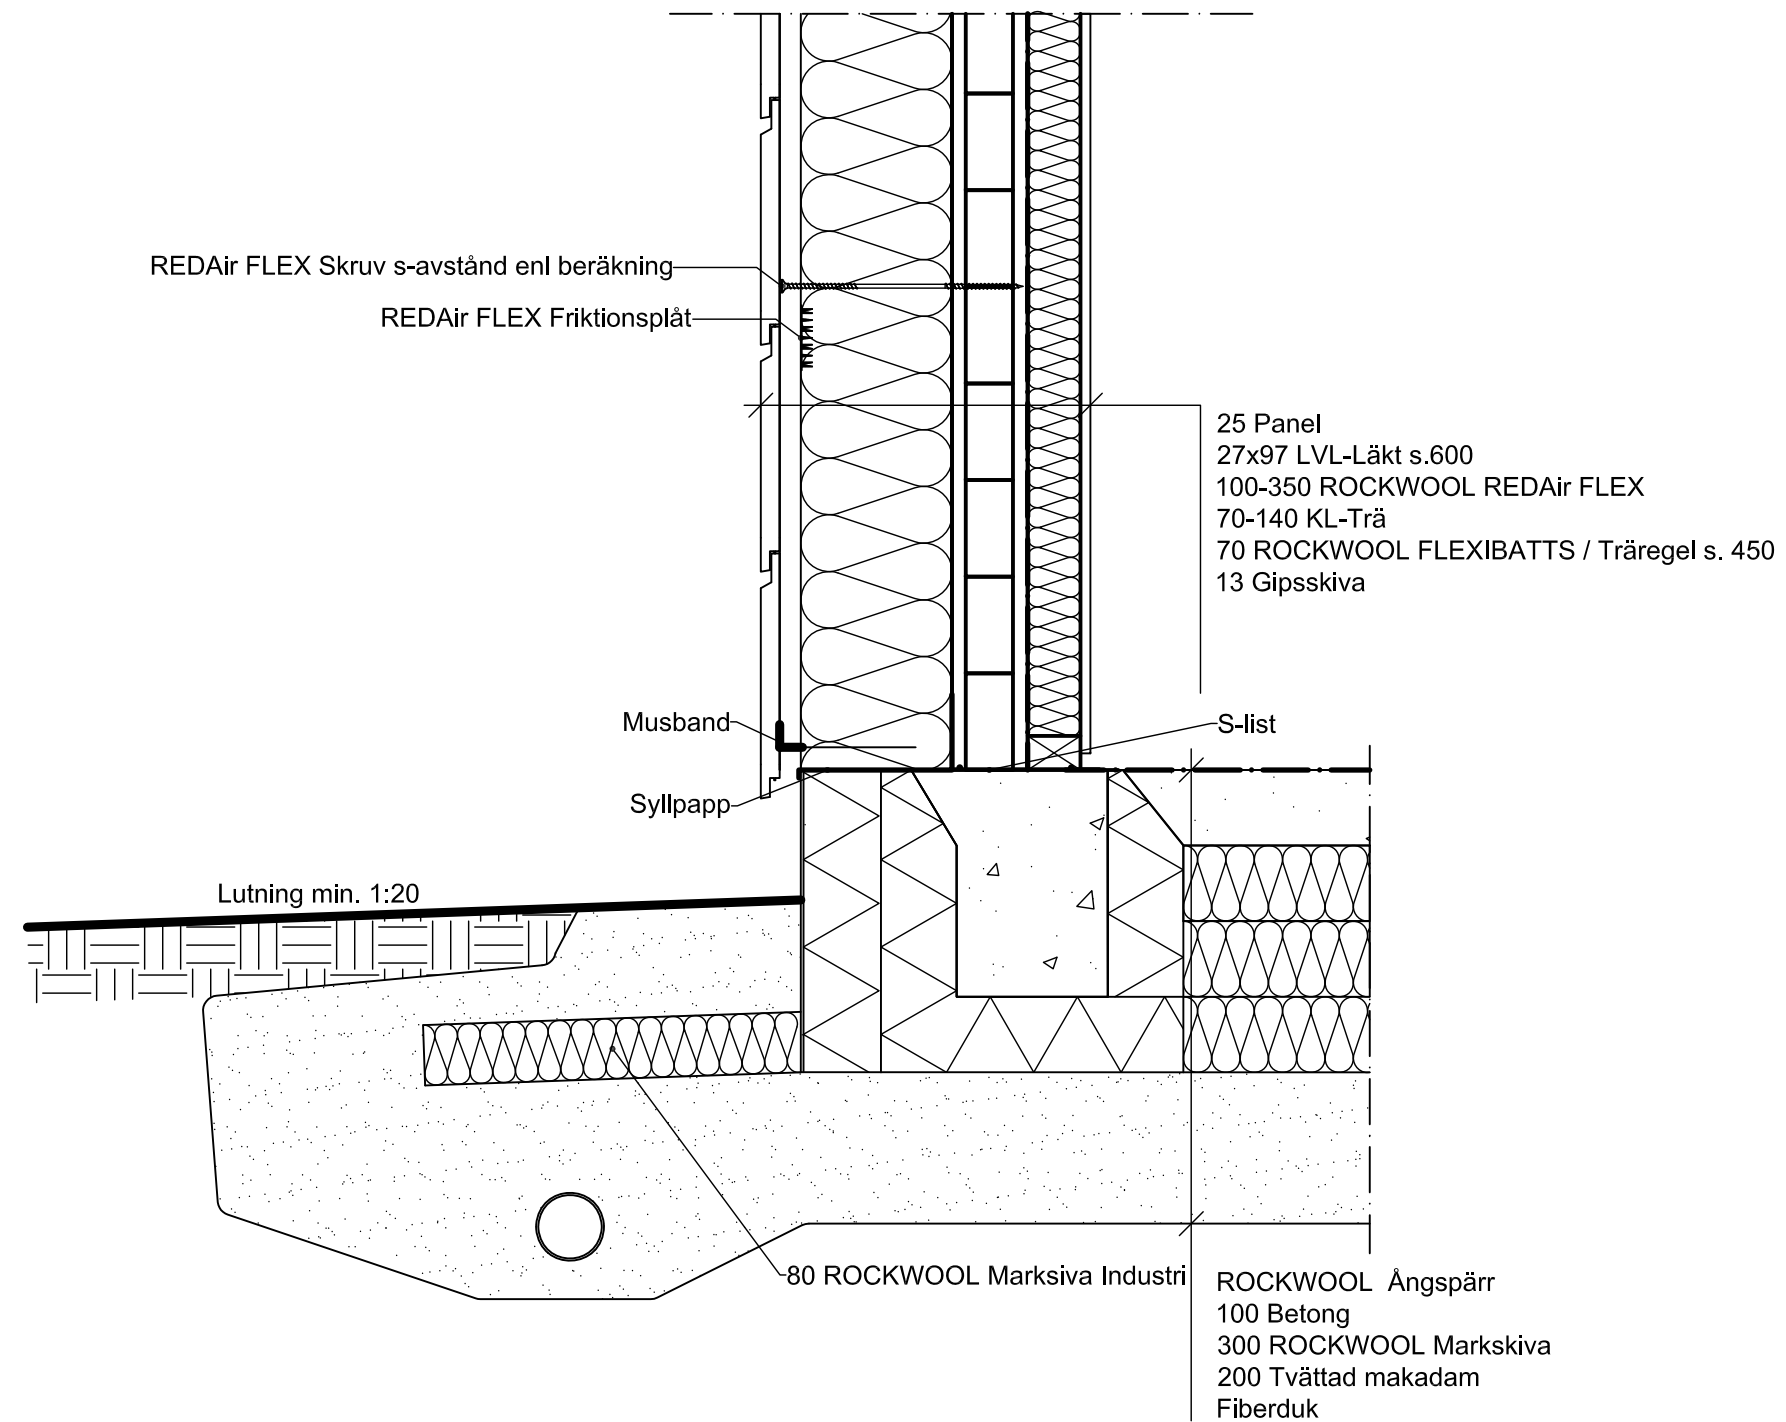 REDAir FLEX Skruv s-avstånd enl beräkning
REDAir FLEX Friktionsplåt
25 Panel
27x97 LVL-Läkt s.600
100-350 ROCKWOOL REDAir FLEX
70-140 KL-Trä
70 ROCKWOOL FLEXIBATTS / Träregel s. 450
13 Gipsskiva
Musband
S-list
Syllpapp
Lutning min. 1:20
80 ROCKWOOL Marksiva Industri
ROCKWOOL Ångspärr
100 Betong
300 ROCKWOOL Markskiva
200 Tvättad makadam
Fiberduk